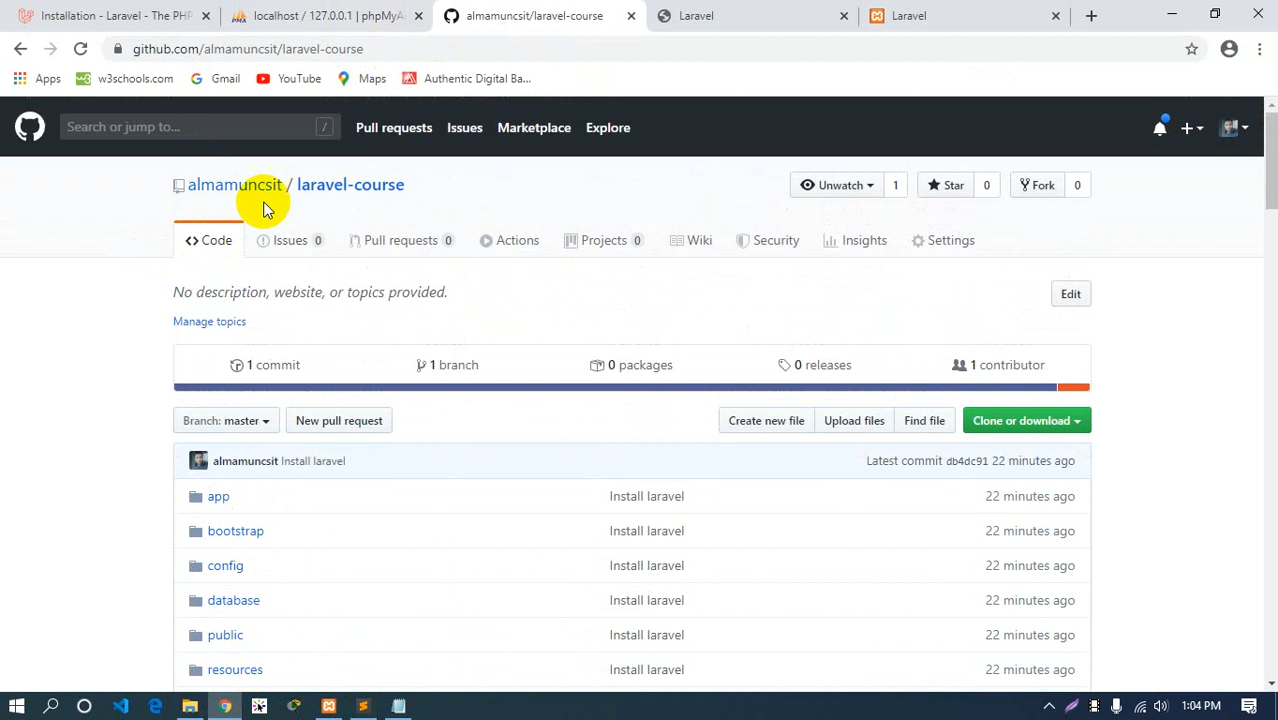 Installation - Laravel - The PHP
localhost / 127.0.0.1 | phpMyA
almamuncsit/laravel-course
Laravel
Laravel
github.com/almamuncsit/laravel-course
Apps
w3schools.com
Gmail
YouTube
Maps
Authentic Digital Ba...
Search or jump to...
/
Pull requests
Issues
Marketplace
Explore
almamuncsit / laravel-course
Unwatch
1
Star
0
Fork
0
Code
Issues 0
Pull requests 0
Actions
Projects 0
Wiki
Security
Insights
Settings
No description, website, or topics provided.
Edit
Manage topics
1 commit
1 branch
0 packages
0 releases
1 contributor
Branch: master
New pull request
Create new file
Upload files
Find file
Clone or download
almamuncsit Install laravel
Latest commit db4dc91 22 minutes ago
app
Install laravel
22 minutes ago
bootstrap
Install laravel
22 minutes ago
config
Install laravel
22 minutes ago
database
Install laravel
22 minutes ago
public
Install laravel
22 minutes ago
resources
Install laravel
22 minutes ago
1:04 PM